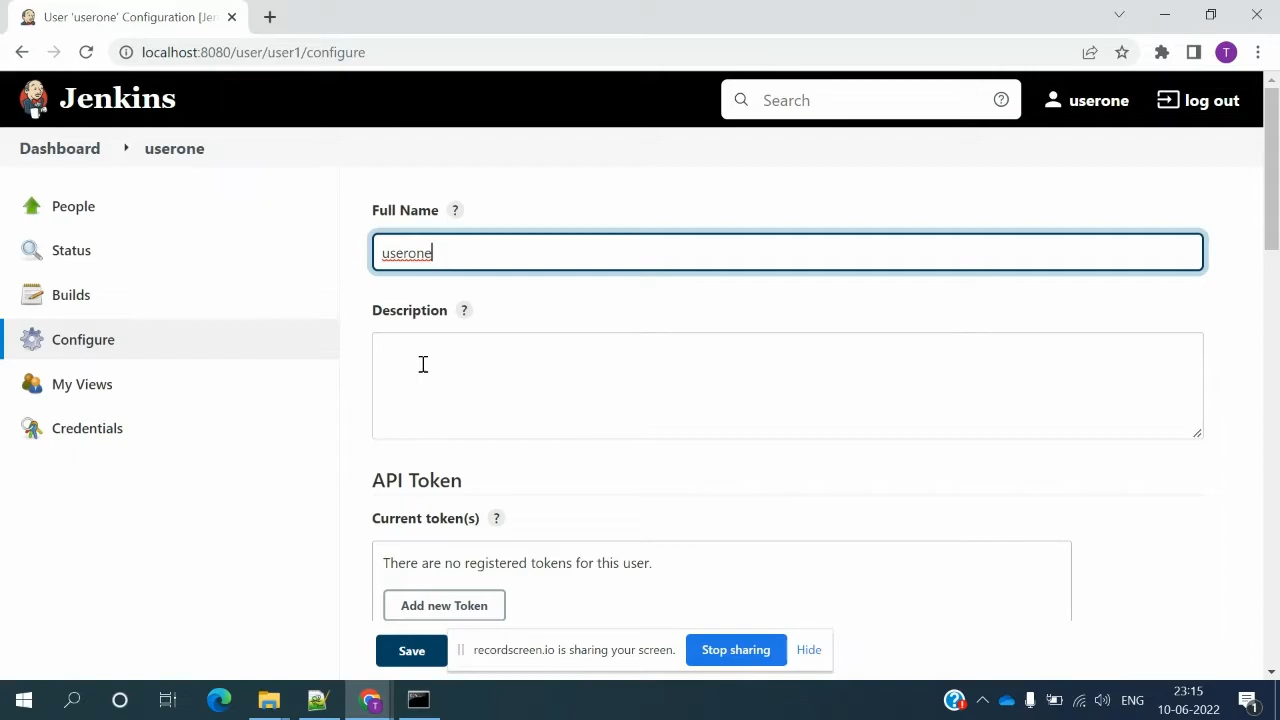 User 'userone' Configuration [Jen
localhost:8080/user/user1/configure
T
Jenkins
Search
userone
log out
Dashboard
userone
People
Status
Builds
Configure
My Views
Credentials
Full Name ?
userone
Description ?
API Token
Current token(s) ?
There are no registered tokens for this user.
Add new Token
Save
recordscreen.io is sharing your screen.
Stop sharing
Hide
ENG
23:15
10-06-2022
1